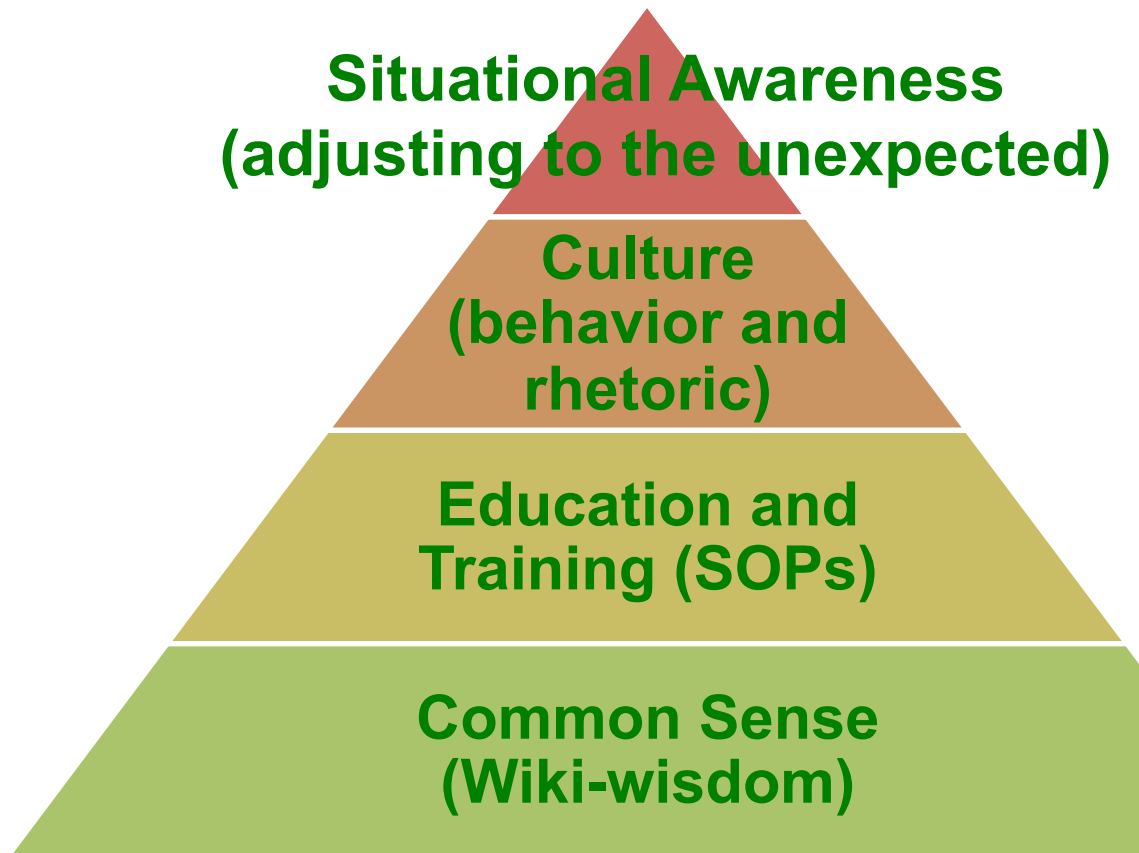 Situational Awareness
(adjusting to the unexpected)
Culture
(behavior and
rhetoric)
Education and
Training (SOPs)
Common Sense
(Wiki-wisdom)